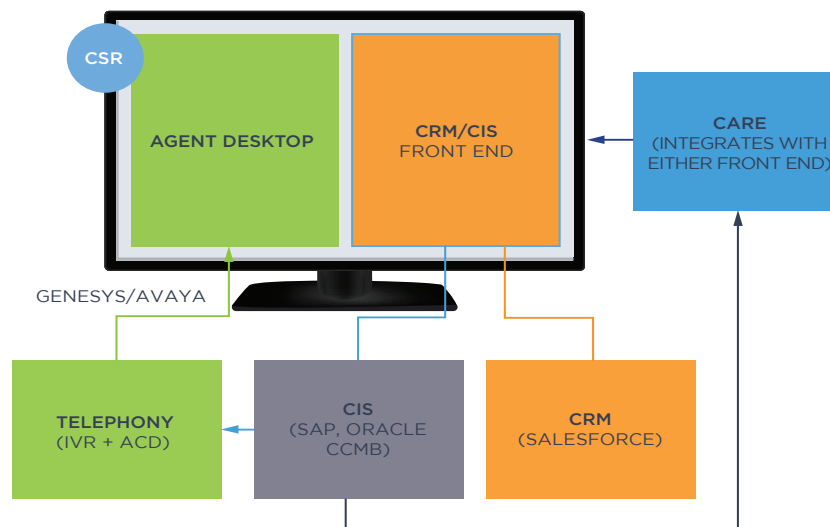 CSR
AGENT DESKTOP
CRM/CIS
FRONT END
CARE
(INTEGRATES WITH
EITHER FRONT END)
GENESYS/AVAYA
TELEPHONY
(IVR + ACD)
CIS
(SAP, ORACLE
CCMB)
CRM
(SALESFORCE)